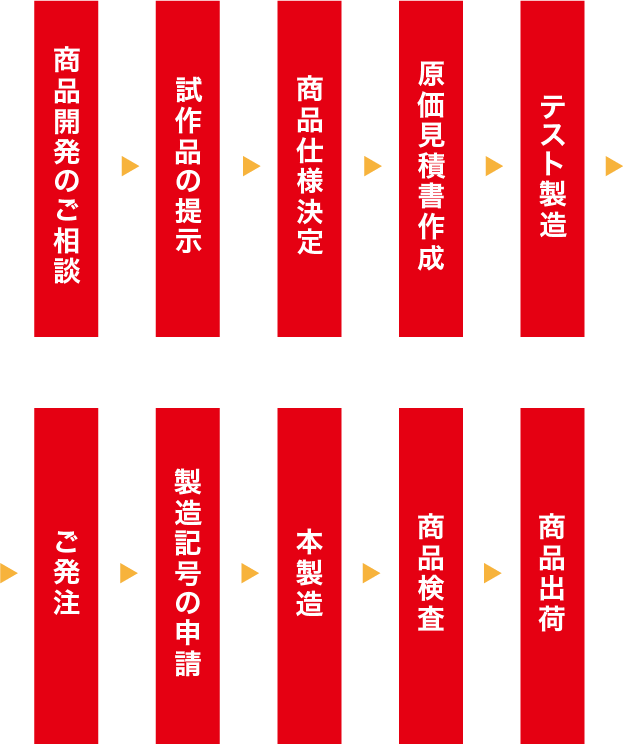 商品開発のご相談
試作品の提示
商品仕様決定
原価見積書作成
テスト製造
ご発注
製造記号の申請
本製造
商品検査
商品出荷